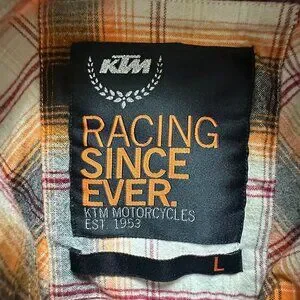 KTM
RACING
SINCE
EVER.
KTM MOTORCYCLES
EST 1953
L